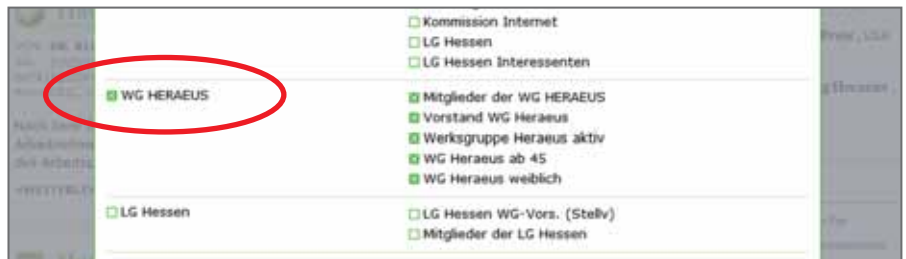 Kommission Internet
LG Hessen
LG Hessen Interessenten
WG HERAEUS
Mitglieder der WG HERAEUS
Vorstand WG Heraeus
Werksgruppe Heraeus aktiv
WG Heraeus ab 45
WG Heraeus weiblich
LG Hessen
LG Hessen WG-Vors. (Stellv)
Mitglieder der LG Hessen